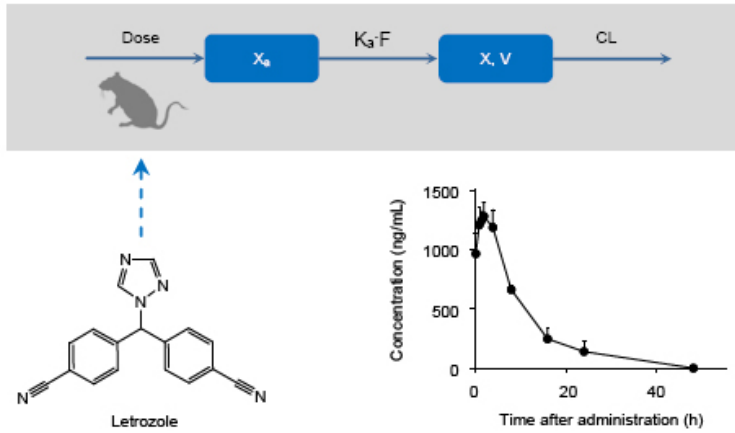 Dose
Xₐ
Kₐ·F
X, V
CL
N
N
N
N
N
Letrozole
Concentration (ng/mL)
1500
1000
500
0
0
20
40
Time after administration (h)